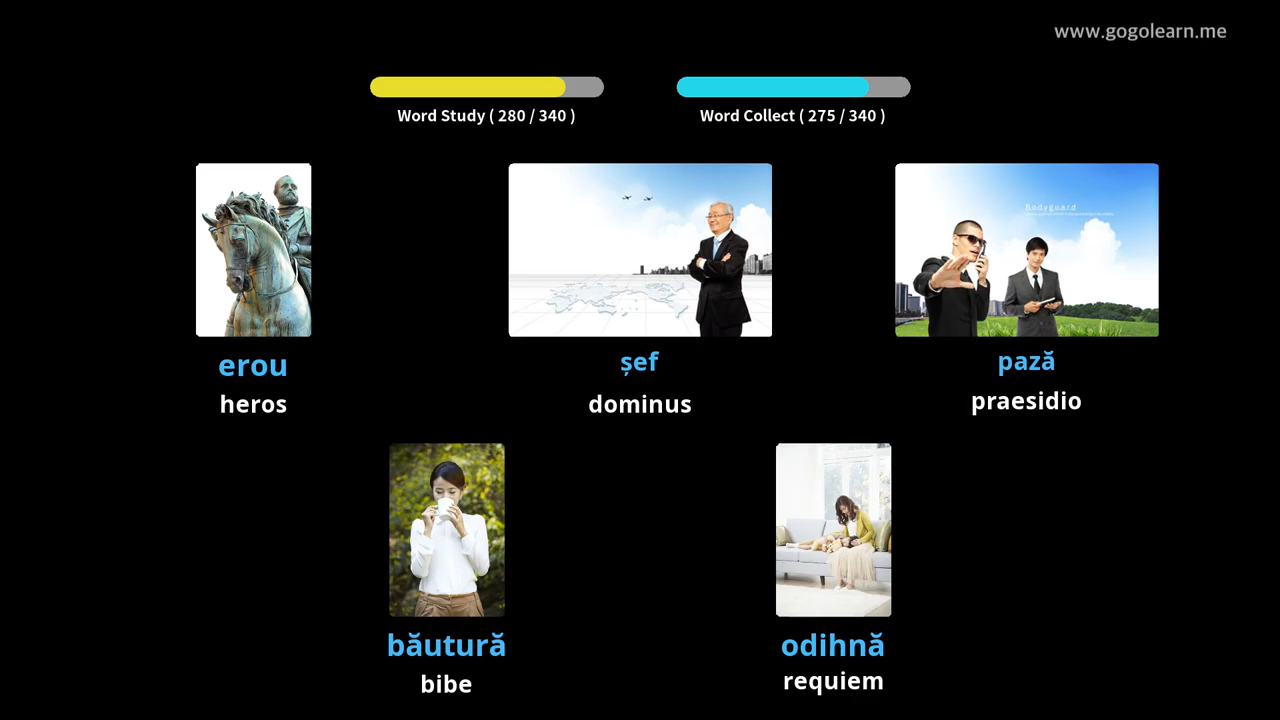 www.gogolearn.me
Word Study ( 280 / 340 )
Word Collect ( 275 / 340 )
Bodyguard
erou
șef
pază
heros
dominus
praesidio
băutură
odihnă
bibe
requiem